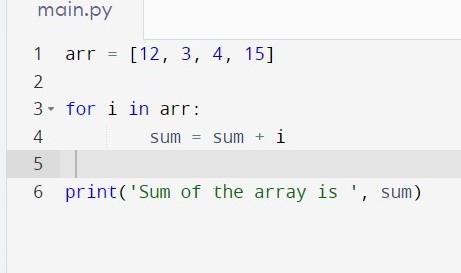 main.py
1 arr = [12, 3, 4, 15]
2
3 for i in arr:
4 sum = sum + i
5
6 print('Sum of the array is ', sum)